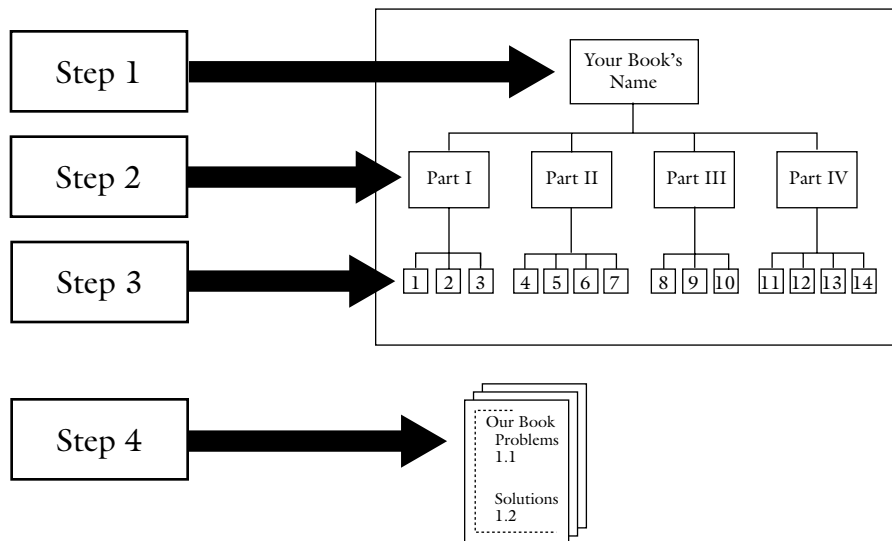 Step 1
Your Book's
Name
Step 2
Part I
Part II
Part III
Part IV
Step 3
1 2 3 4 5 6 7 8 9 10 11 12 13 14
Step 4
Our Book
Problems
1.1
Solutions
1.2